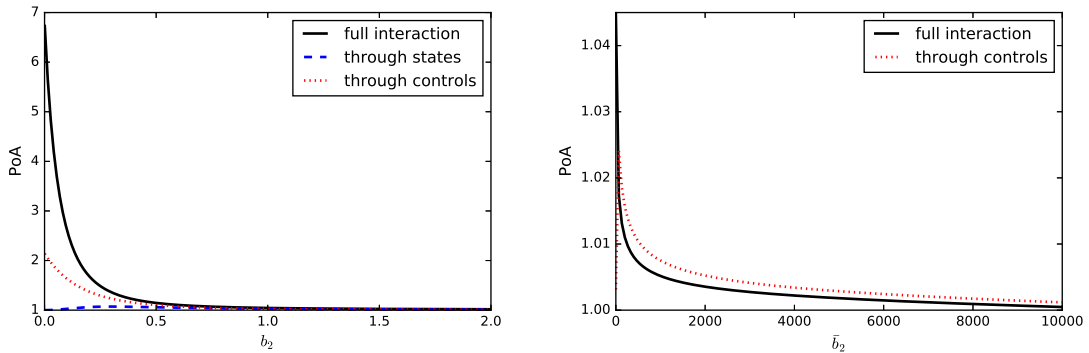 7
6
5
4
3
2
1
PoA
full interaction
through states
through controls
0.0
0.5
1.0
1.5
2.0
b₂
1.04
1.03
1.02
1.01
1.00
PoA
full interaction
through controls
0
2000
4000
6000
8000
10000
b̄₂